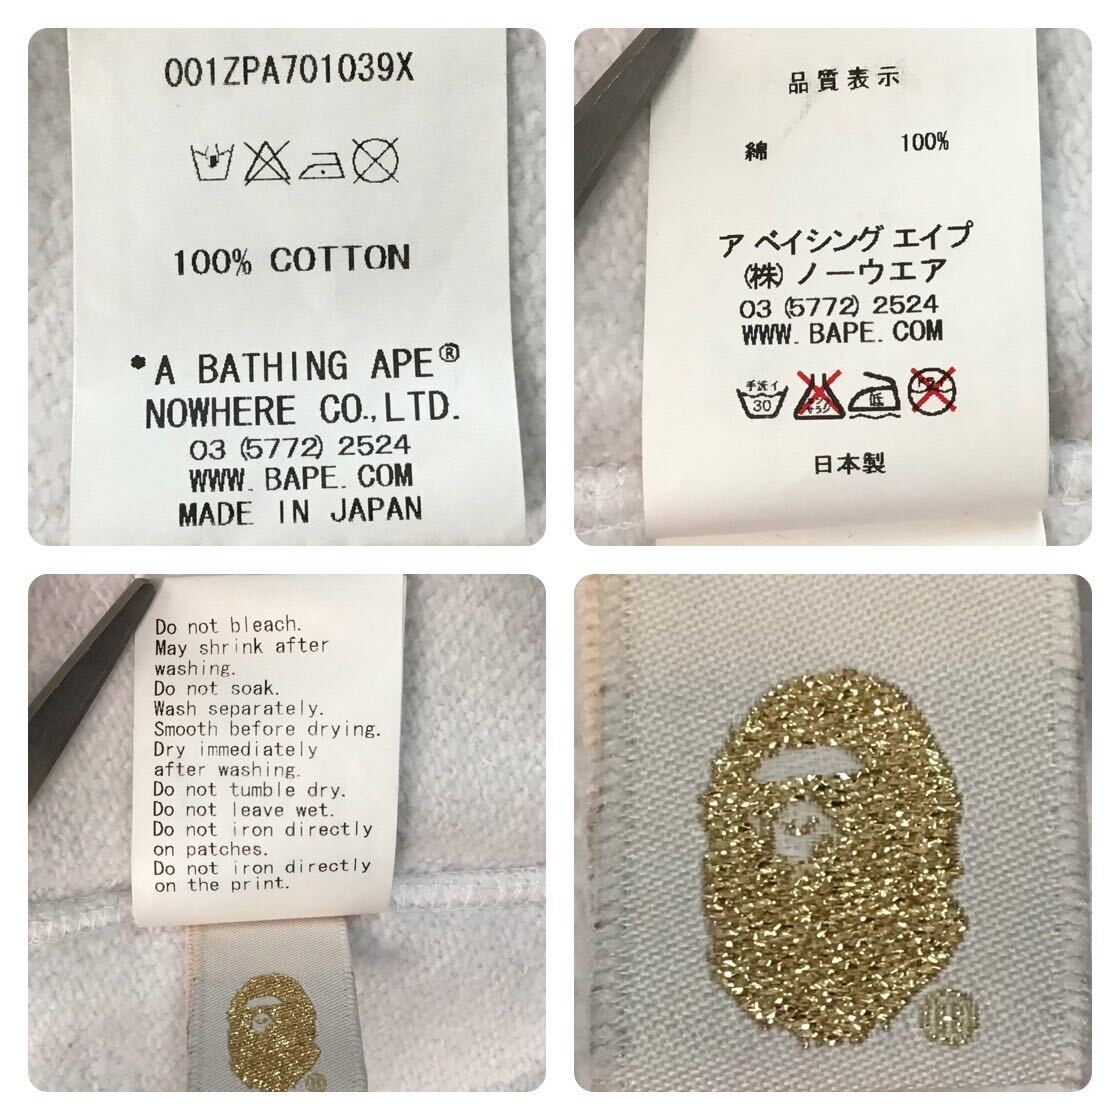 001ZPA701039X
100% COTTON
*A BATHING APE®
NOWHERE CO.,LTD.
03 (5772) 2524
WWW. BAPE. COM
MADE IN JAPAN
品質表示
綿 100%
ア ベイシング エイプ
(株) ノーウエア
03 (5772) 2524
WWW. BAPE. COM
手洗イ
30
低
日本製
Do not bleach.
May shrink after
washing.
Do not soak.
Wash separately.
Smooth before drying.
Dry immediately
after washing.
Do not tumble dry.
Do not leave wet.
Do not iron directly
on patches.
Do not iron directly
on the print.